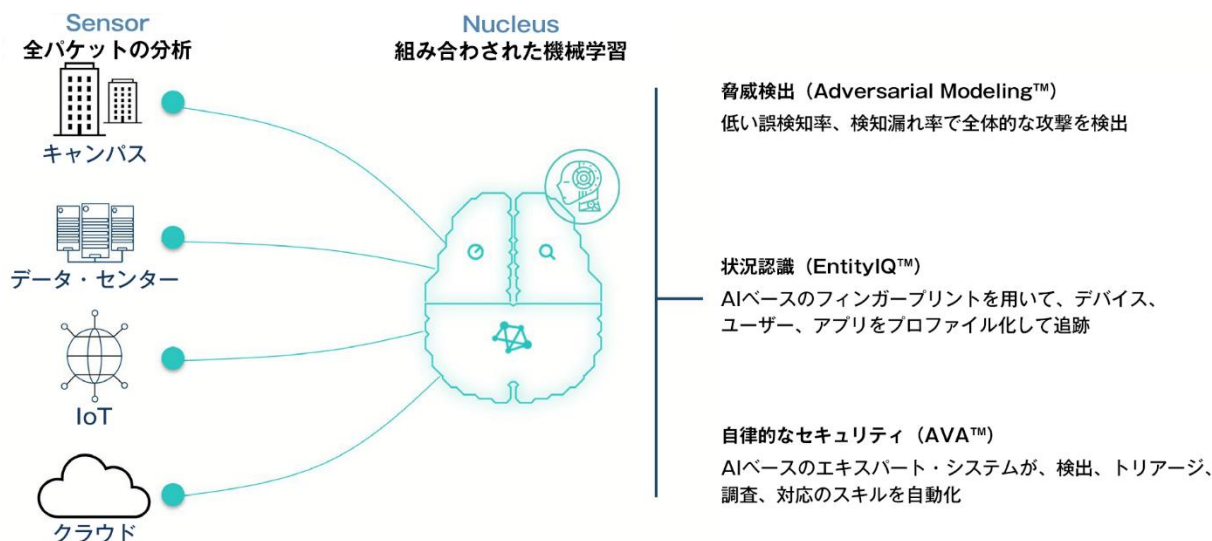 Sensor
全パケットの分析
キャンパス
データ・センター
IoT
クラウド
Nucleus
組み合わされた機械学習
脅威検出（Adversarial Modeling™）
低い誤検知率、検知漏れ率で全体的な攻撃を検出
状況認識（EntityIQ™）
AIベースのフィンガープリントを用いて、デバイス、
ユーザー、アプリをプロファイル化して追跡
自律的なセキュリティ（AVA™）
AIベースのエキスパート・システムが、検出、トリアージ、
調査、対応のスキルを自動化